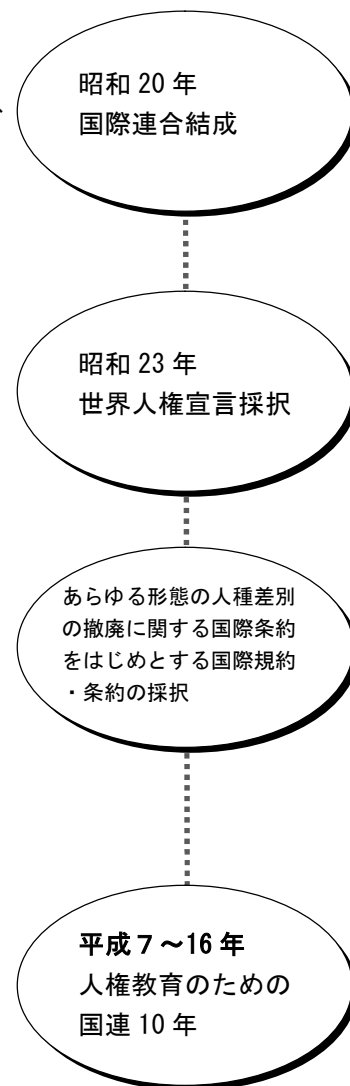 昭和 20 年
国際連合結成
昭和 23 年
世界人権宣言採択
あらゆる形態の人種差別
の撤廃に関する国際条約
をはじめとする国際規約
・条約の採択
平成７～16 年
人権教育のための
国連 10 年